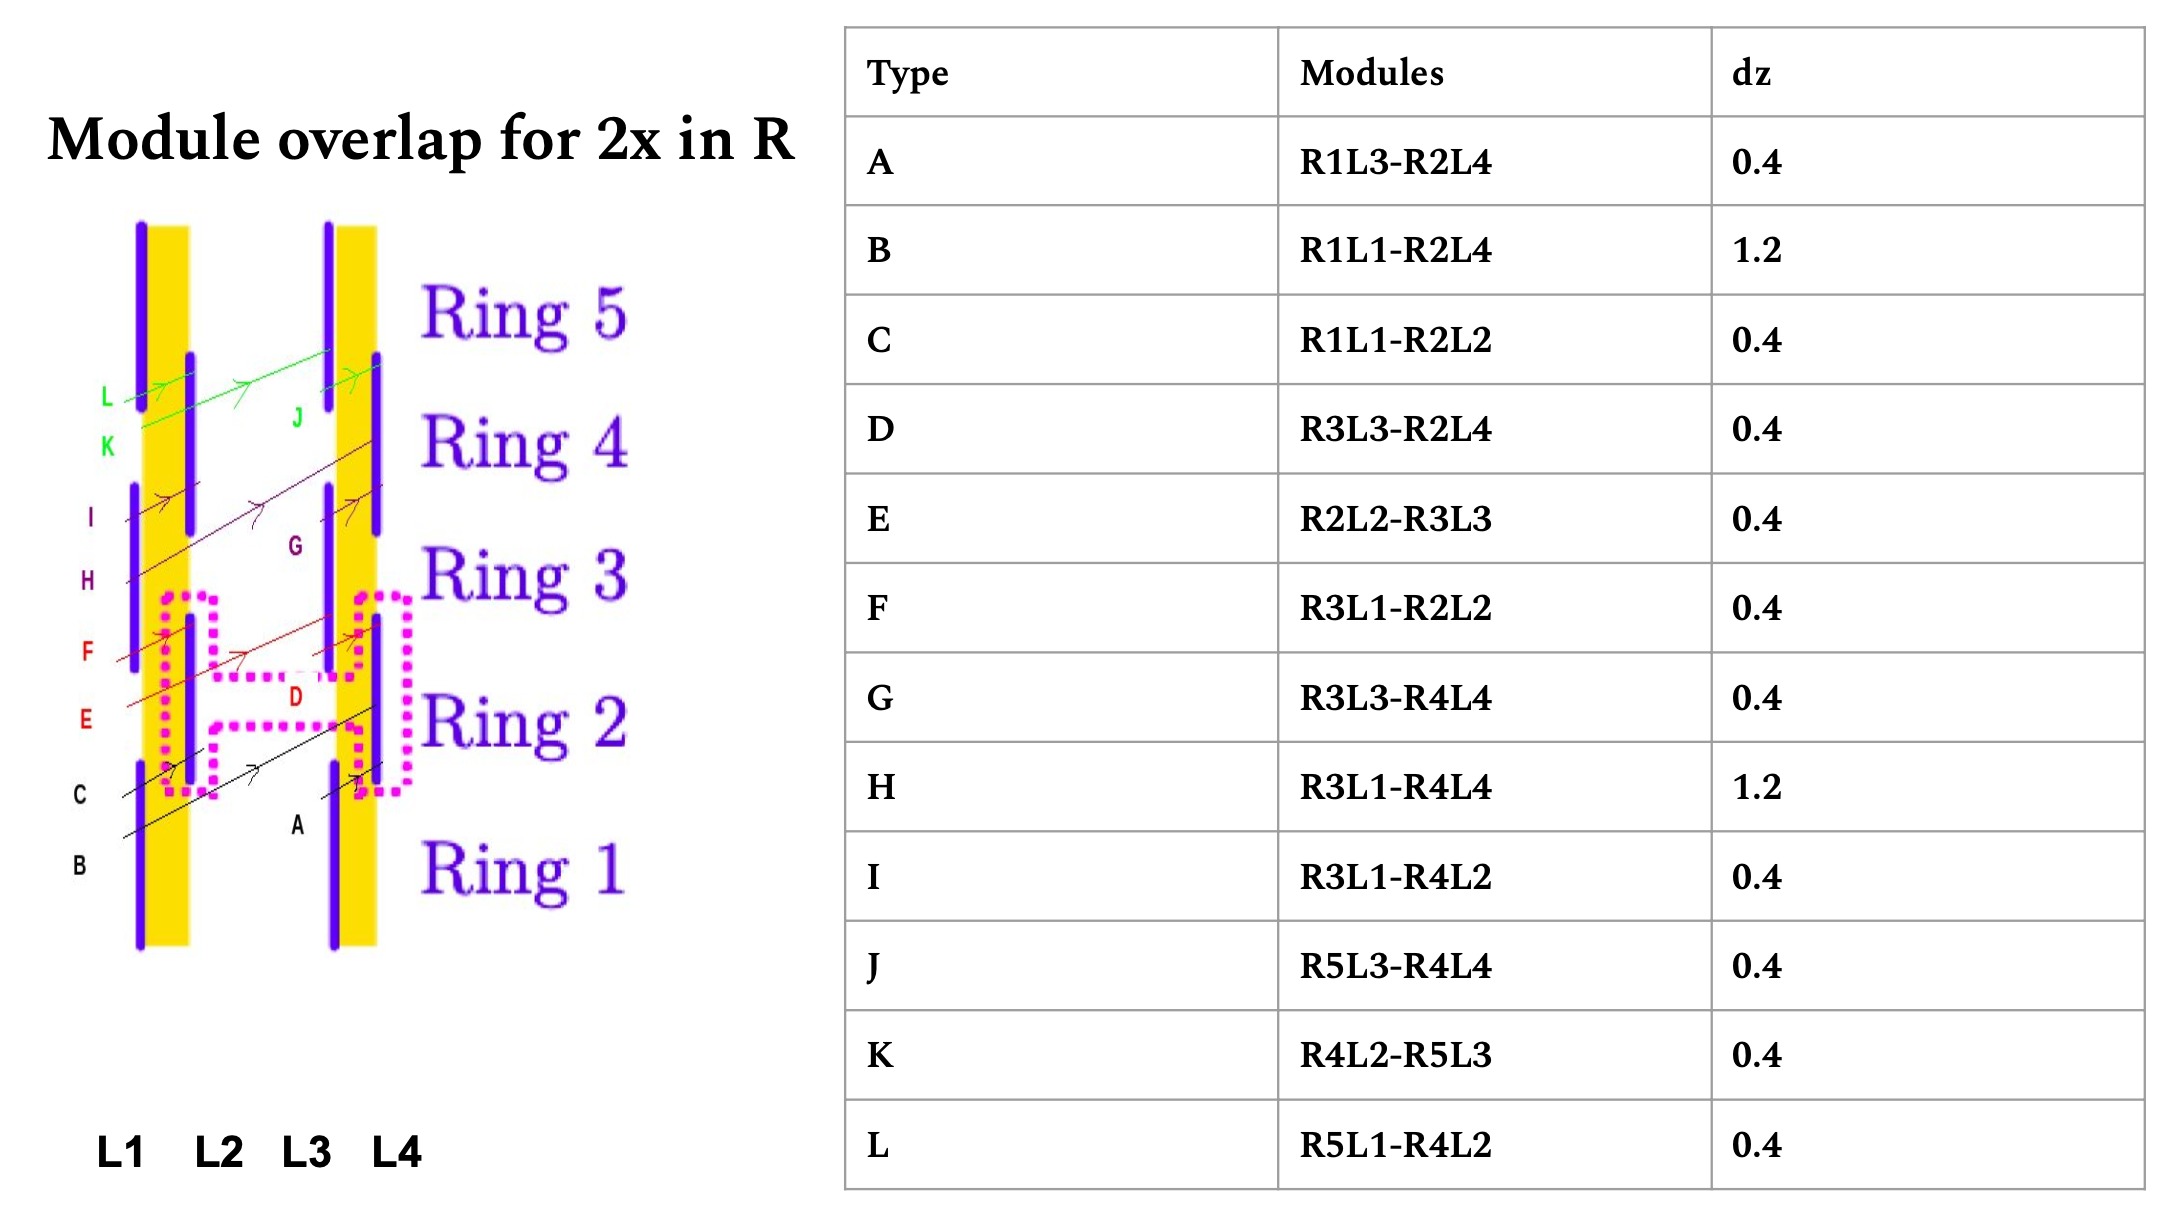 Module overlap for 2x in R
Ring 5
L
J
K
Ring 4
I
G
H
Ring 3
F
D
E
Ring 2
C
A
B
Ring 1
L1 L2 L3 L4
Type Modules dz
A R1L3-R2L4 0.4
B R1L1-R2L4 1.2
C R1L1-R2L2 0.4
D R3L3-R2L4 0.4
E R2L2-R3L3 0.4
F R3L1-R2L2 0.4
G R3L3-R4L4 0.4
H R3L1-R4L4 1.2
I R3L1-R4L2 0.4
J R5L3-R4L4 0.4
K R4L2-R5L3 0.4
L R5L1-R4L2 0.4